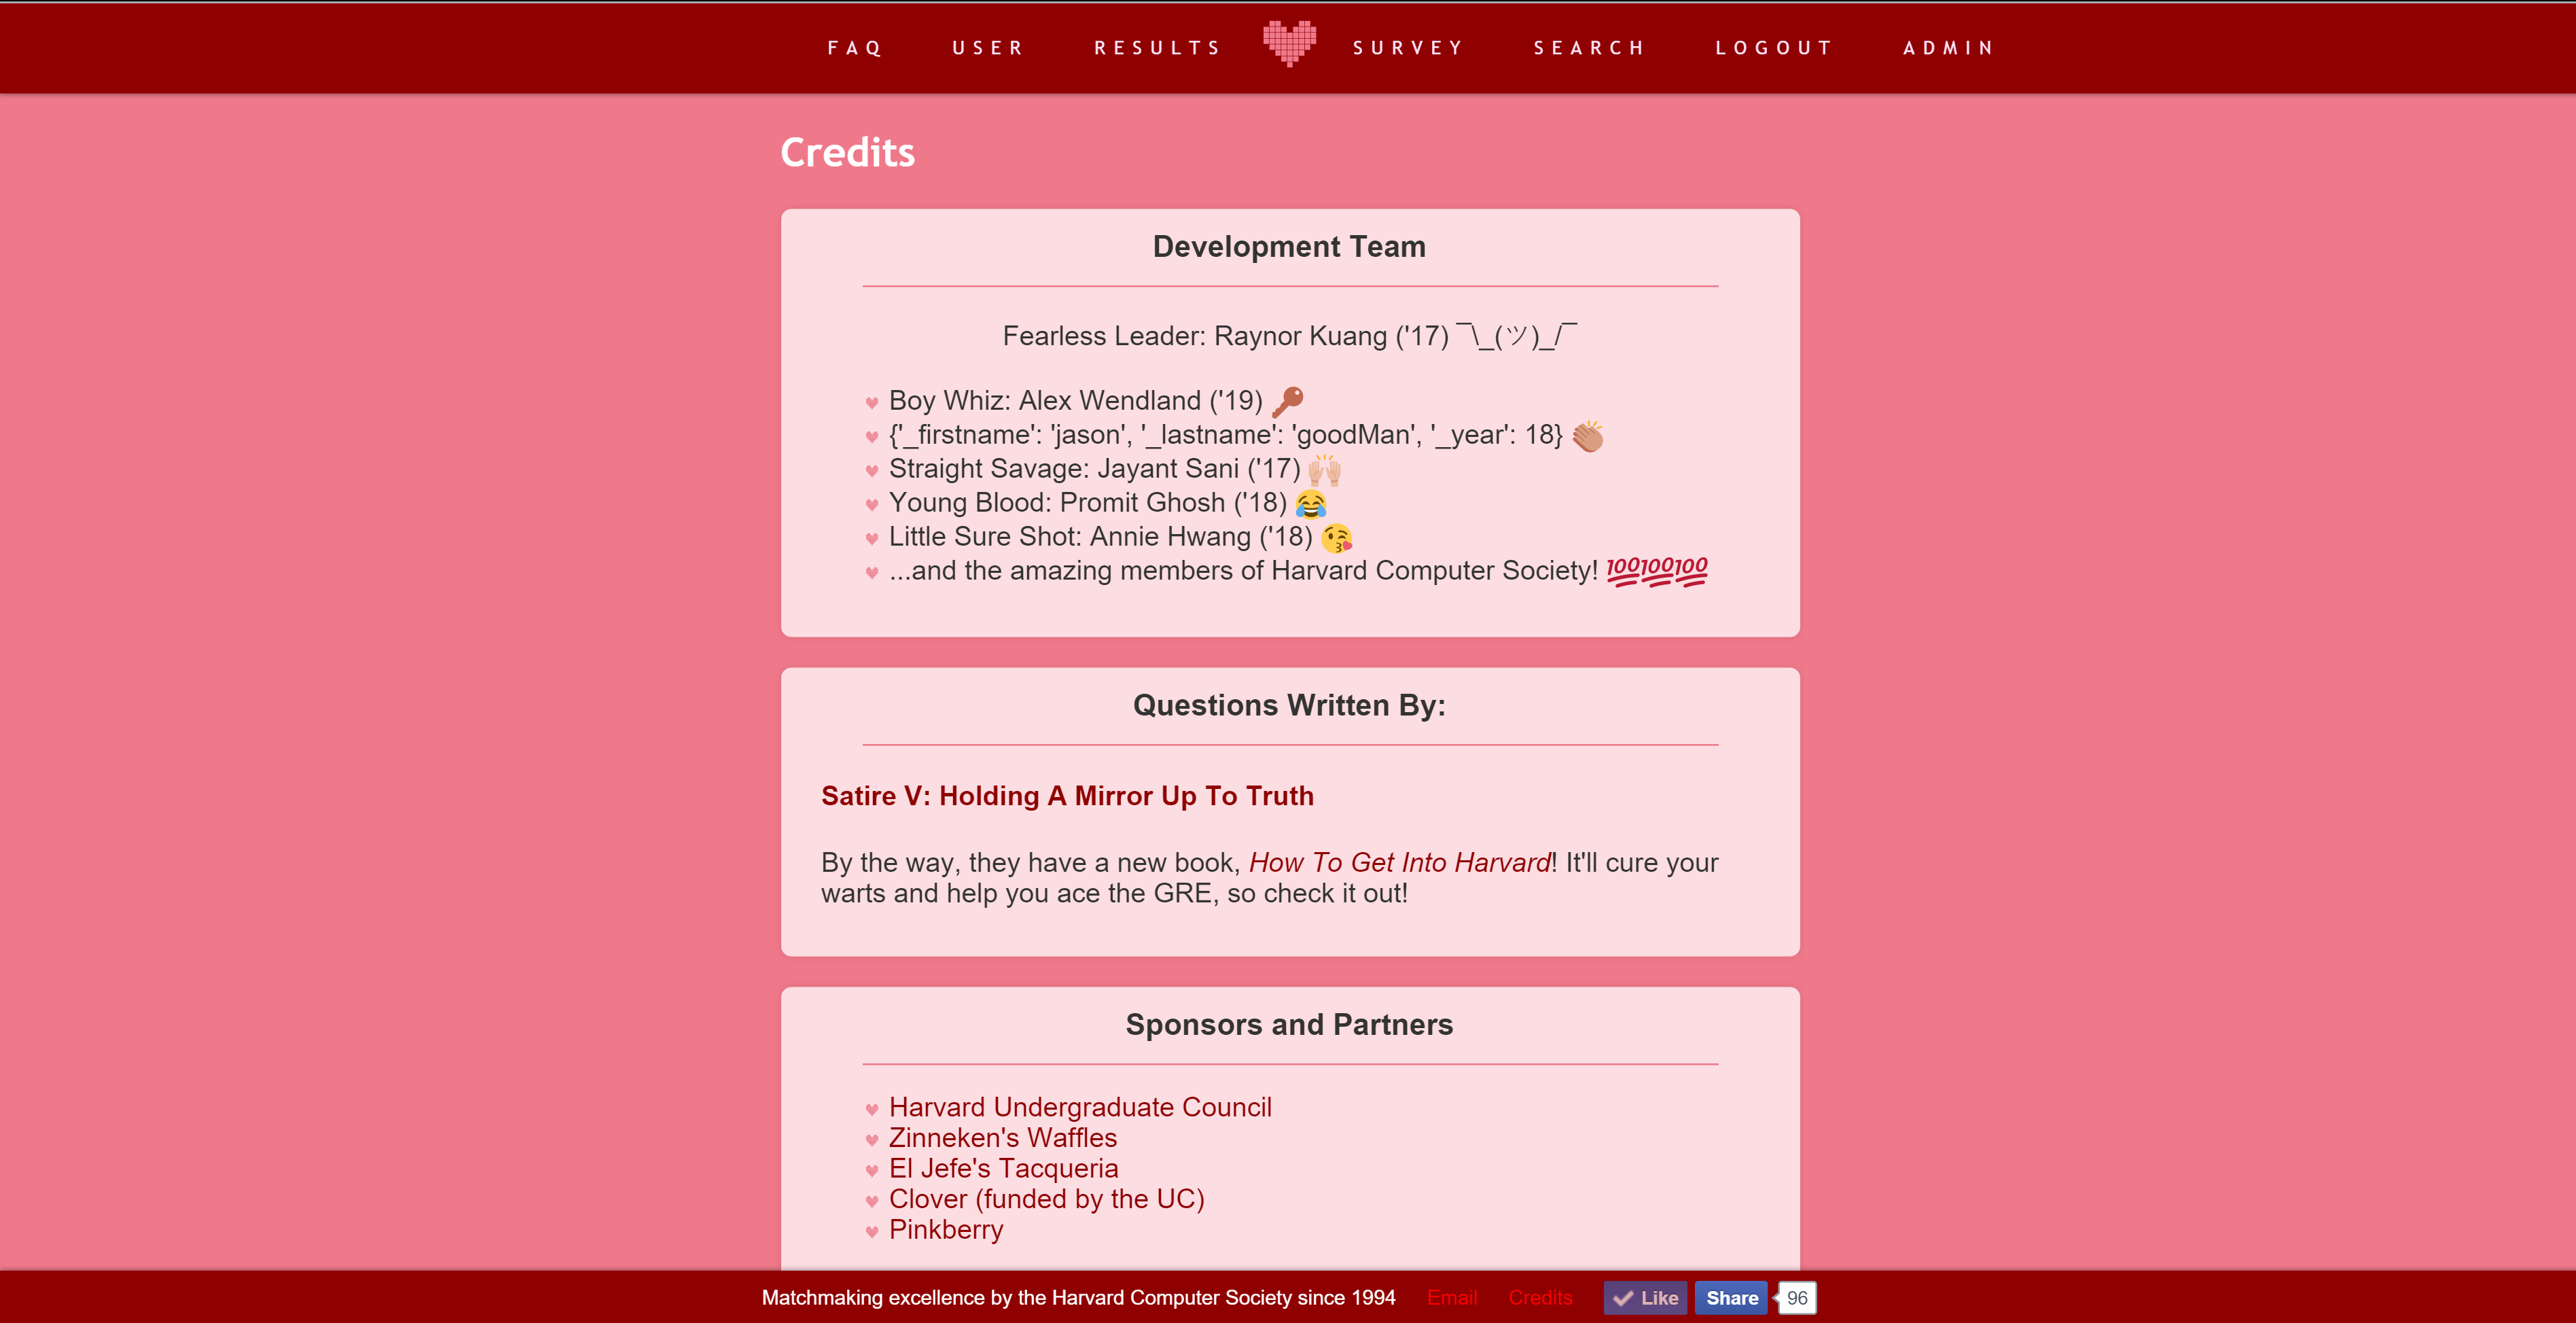 FAQ USER RESULTS SURVEY SEARCH LOGOUT ADMIN
Credits
Development Team
Fearless Leader: Raynor Kuang ('17) ¯\_(ツ)_/¯
Boy Whiz: Alex Wendland ('19) 🔑
{'_firstname': 'jason', '_lastname': 'goodMan', '_year': 18} 👏🏽
Straight Savage: Jayant Sani ('17) 🙌🏼
Young Blood: Promit Ghosh ('18) 😂
Little Sure Shot: Annie Hwang ('18) 😘
...and the amazing members of Harvard Computer Society! 💯💯💯
Questions Written By:
Satire V: Holding A Mirror Up To Truth
By the way, they have a new book, How To Get Into Harvard! It'll cure your
warts and help you ace the GRE, so check it out!
Sponsors and Partners
Harvard Undergraduate Council
Zinneken's Waffles
El Jefe's Tacqueria
Clover (funded by the UC)
Pinkberry
Matchmaking excellence by the Harvard Computer Society since 1994 Email Credits Like Share 96